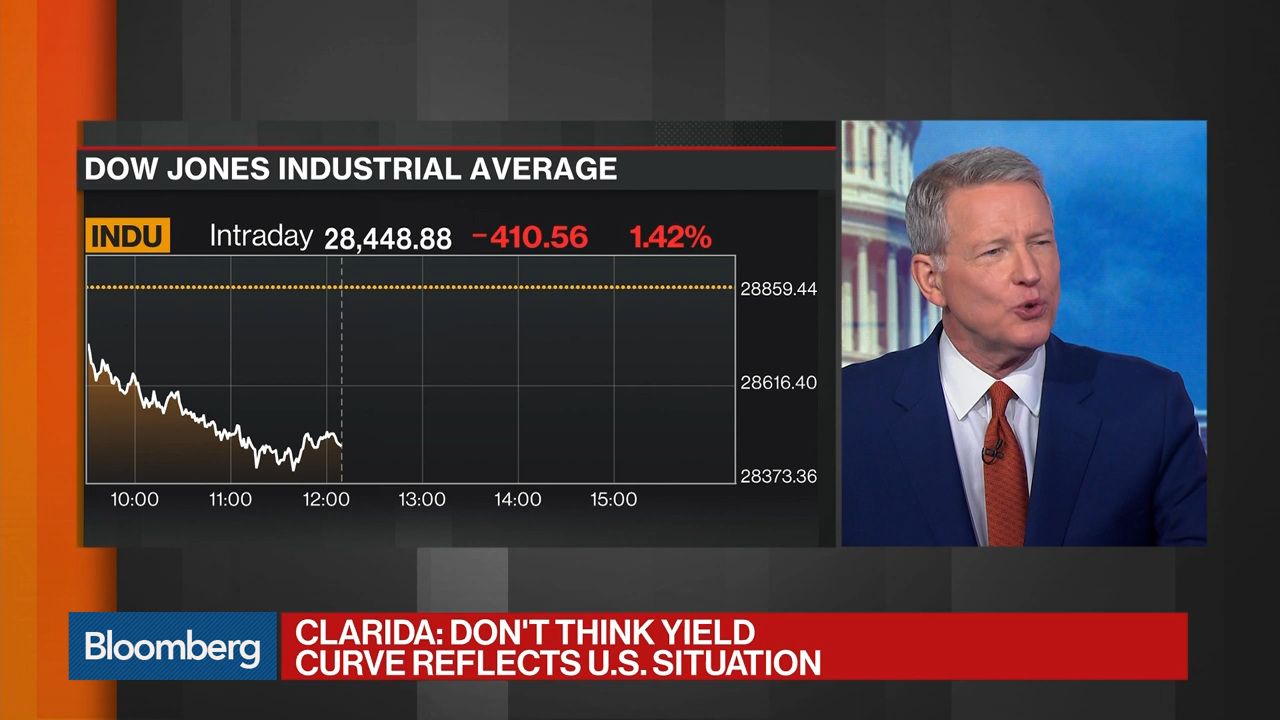 DOW JONES INDUSTRIAL AVERAGE
INDU Intraday 28,448.88 -410.56 1.42%
28859.44
28616.40
28373.36
10:00 11:00 12:00 13:00 14:00 15:00
Bloomberg
CLARIDA: DON'T THINK YIELD
CURVE REFLECTS U.S. SITUATION